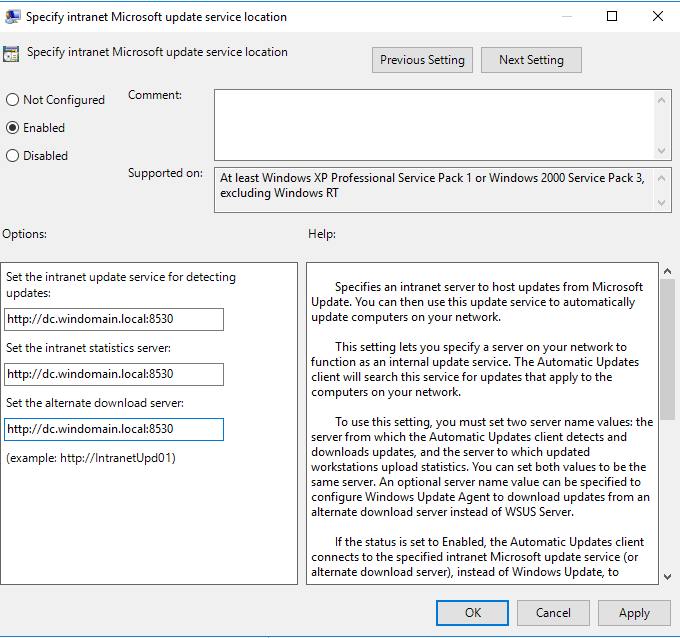 Specify intranet Microsoft update service location
Specify intranet Microsoft update service location
Previous Setting
Next Setting
Not Configured
Enabled
Disabled
Comment:
Supported on:
At least Windows XP Professional Service Pack 1 or Windows 2000 Service Pack 3,
excluding Windows RT
Options:
Help:
Set the intranet update service for detecting
updates:
http://dc.windomain.local:8530
Set the intranet statistics server:
http://dc.windomain.local:8530
Set the alternate download server:
http://dc.windomain.local:8530
(example: http://IntranetUpd01)
Specifies an intranet server to host updates from Microsoft
Update. You can then use this update service to automatically
update computers on your network.
This setting lets you specify a server on your network to
function as an internal update service. The Automatic Updates
client will search this service for updates that apply to the
computers on your network.
To use this setting, you must set two server name values: the
server from which the Automatic Updates client detects and
downloads updates, and the server to which updated
workstations upload statistics. You can set both values to be the
same server. An optional server name value can be specified to
configure Windows Update Agent to download updates from an
alternate download server instead of WSUS Server.
If the status is set to Enabled, the Automatic Updates client
connects to the specified intranet Microsoft update service (or
alternate download server), instead of Windows Update, to
OK
Cancel
Apply